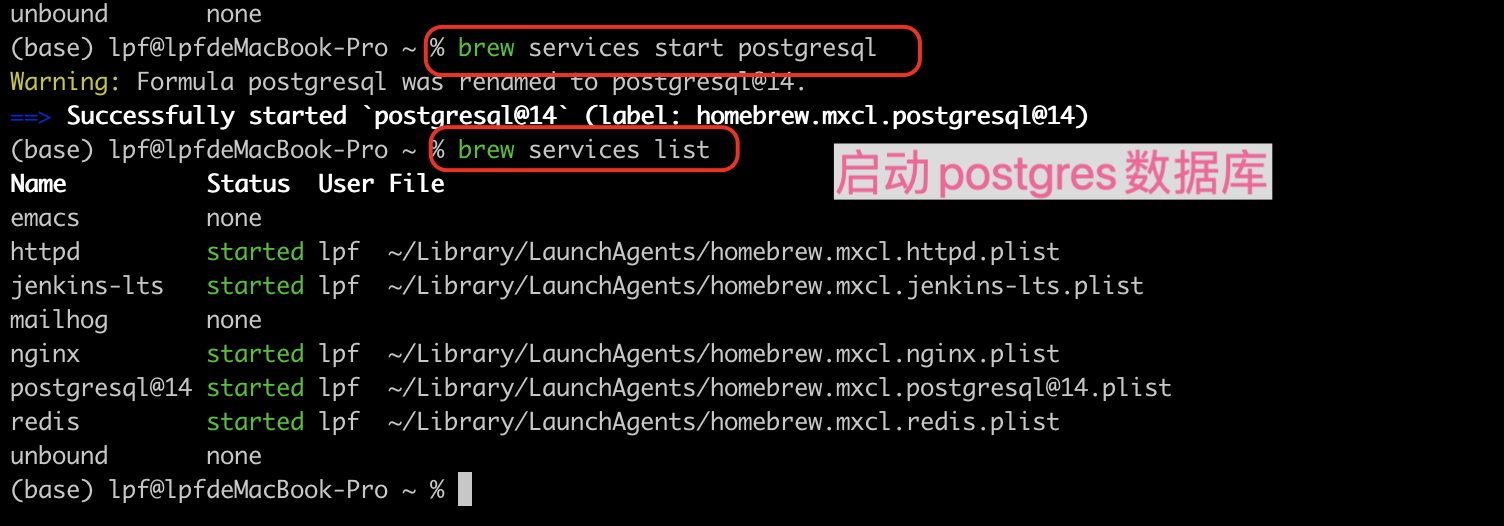 unbound       none
(base) lpf@lpfdeMacBook-Pro ~ % brew services start postgresql
Warning: Formula postgresql was renamed to postgresql@14.
==> Successfully started `postgresql@14` (label: homebrew.mxcl.postgresql@14)
(base) lpf@lpfdeMacBook-Pro ~ % brew services list
启动postgres数据库
Name          Status  User File
emacs         none
httpd         started lpf  ~/Library/LaunchAgents/homebrew.mxcl.httpd.plist
jenkins-lts   started lpf  ~/Library/LaunchAgents/homebrew.mxcl.jenkins-lts.plist
mailhog       none
nginx         started lpf  ~/Library/LaunchAgents/homebrew.mxcl.nginx.plist
postgresql@14 started lpf  ~/Library/LaunchAgents/homebrew.mxcl.postgresql@14.plist
redis         started lpf  ~/Library/LaunchAgents/homebrew.mxcl.redis.plist
unbound       none
(base) lpf@lpfdeMacBook-Pro ~ %